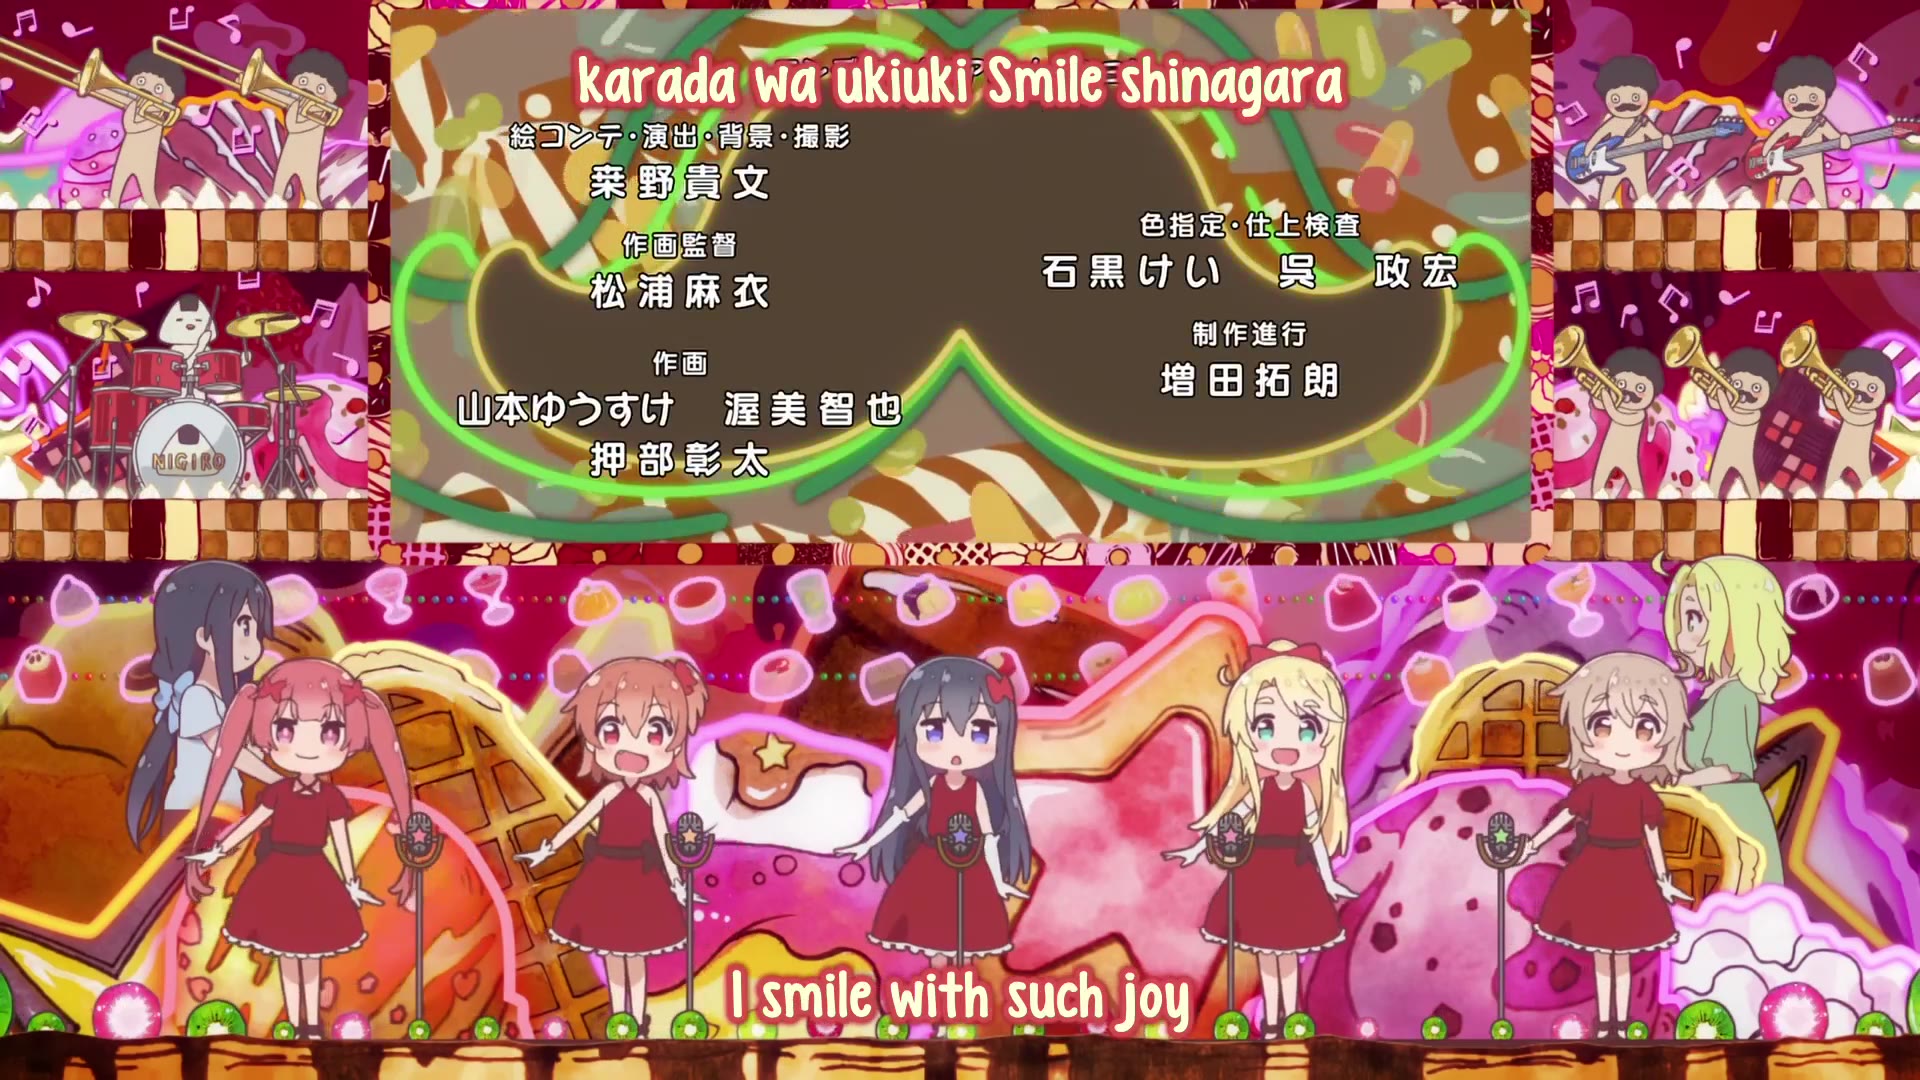 karada wa ukiuki Smile shinagara
絵コンテ・演出・背景・撮影
桒野貴文
作画監督
松浦麻衣
作画
山本ゆうすけ 渥美智也
押部彰太
色指定・仕上検査
石黒けい 呉 政宏
制作進行
増田拓朗
NIGIRO
I smile with such joy